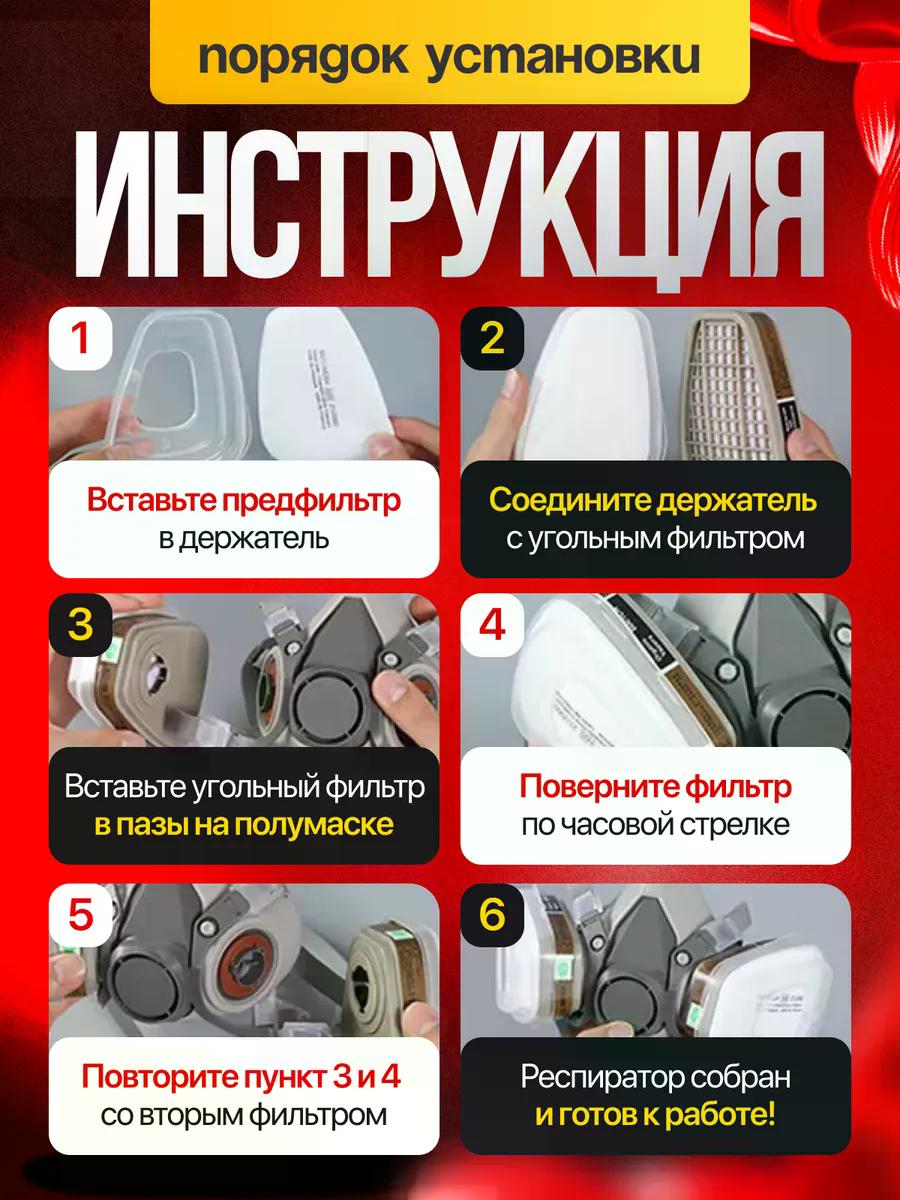 порядок установки
ИНСТРУКЦИЯ
1
Вставьте предфильтр
в держатель
2
Соедините держатель
с угольным фильтром
3
Вставьте угольный фильтр
в пазы на полумаске
4
Поверните фильтр
по часовой стрелке
5
Повторите пункт 3 и 4
со вторым фильтром
6
Респиратор собран
и готов к работе!